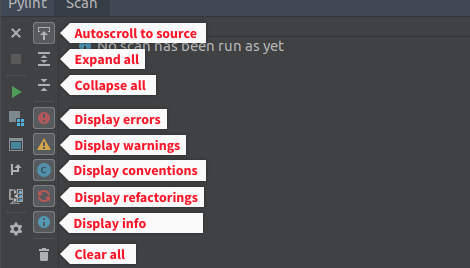 Pylint Scan
Autoscroll to source
No scan has been run as yet
Expand all
Collapse all
Display errors
Display warnings
Display conventions
Display refactorings
Display info
Clear all